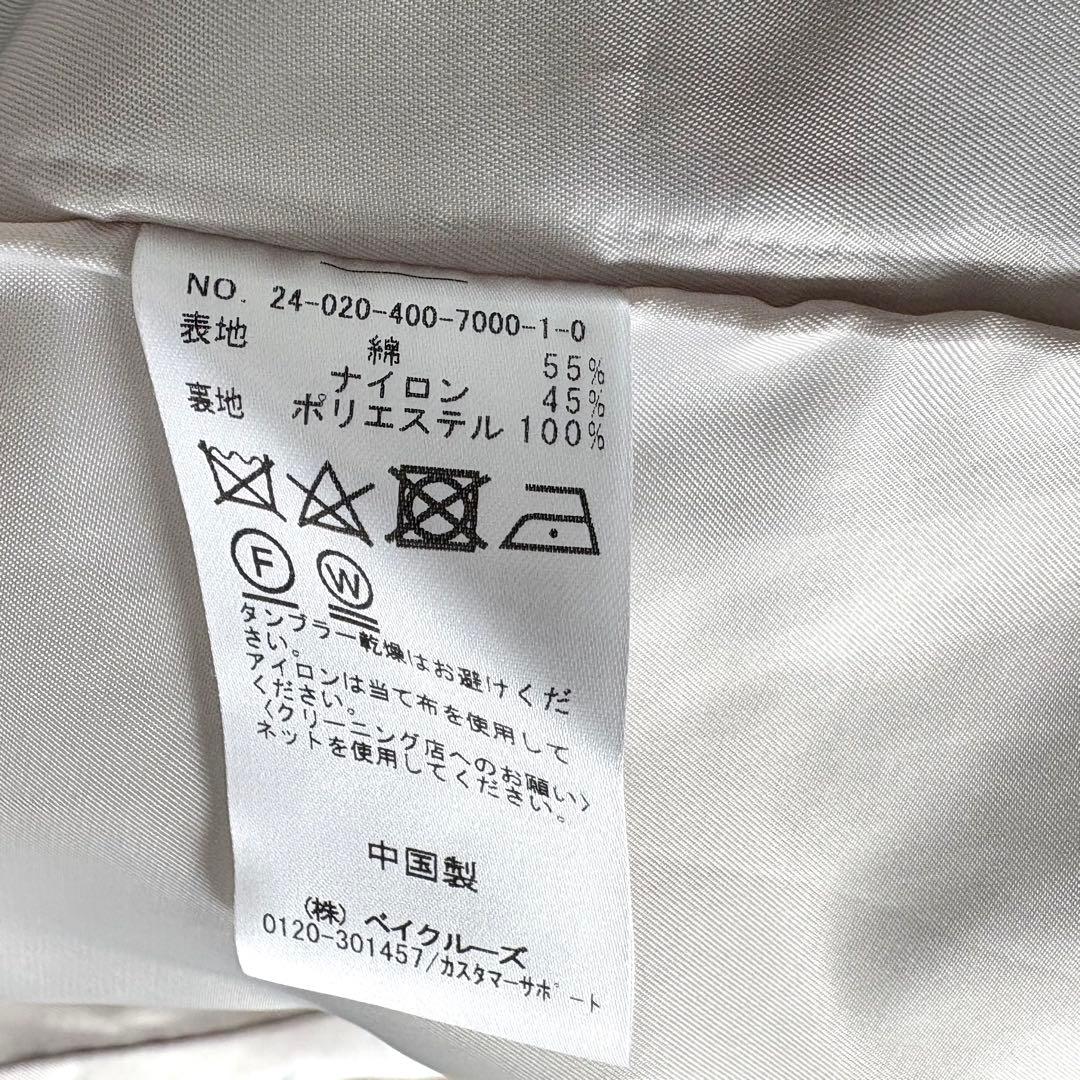 NO. 24-020-400-7000-1-0
表地 綿 55%
ナイロン 45%
裏地 ポリエステル 100%
F W
タンブラー乾燥はお避けくだ
さい。
アイロンは当て布を使用して
ください。
〈クリーニング店へのお願い〉
ネットを使用してください。
中国製
(株) ベイクルーズ
0120-301457/カスタマーサポート